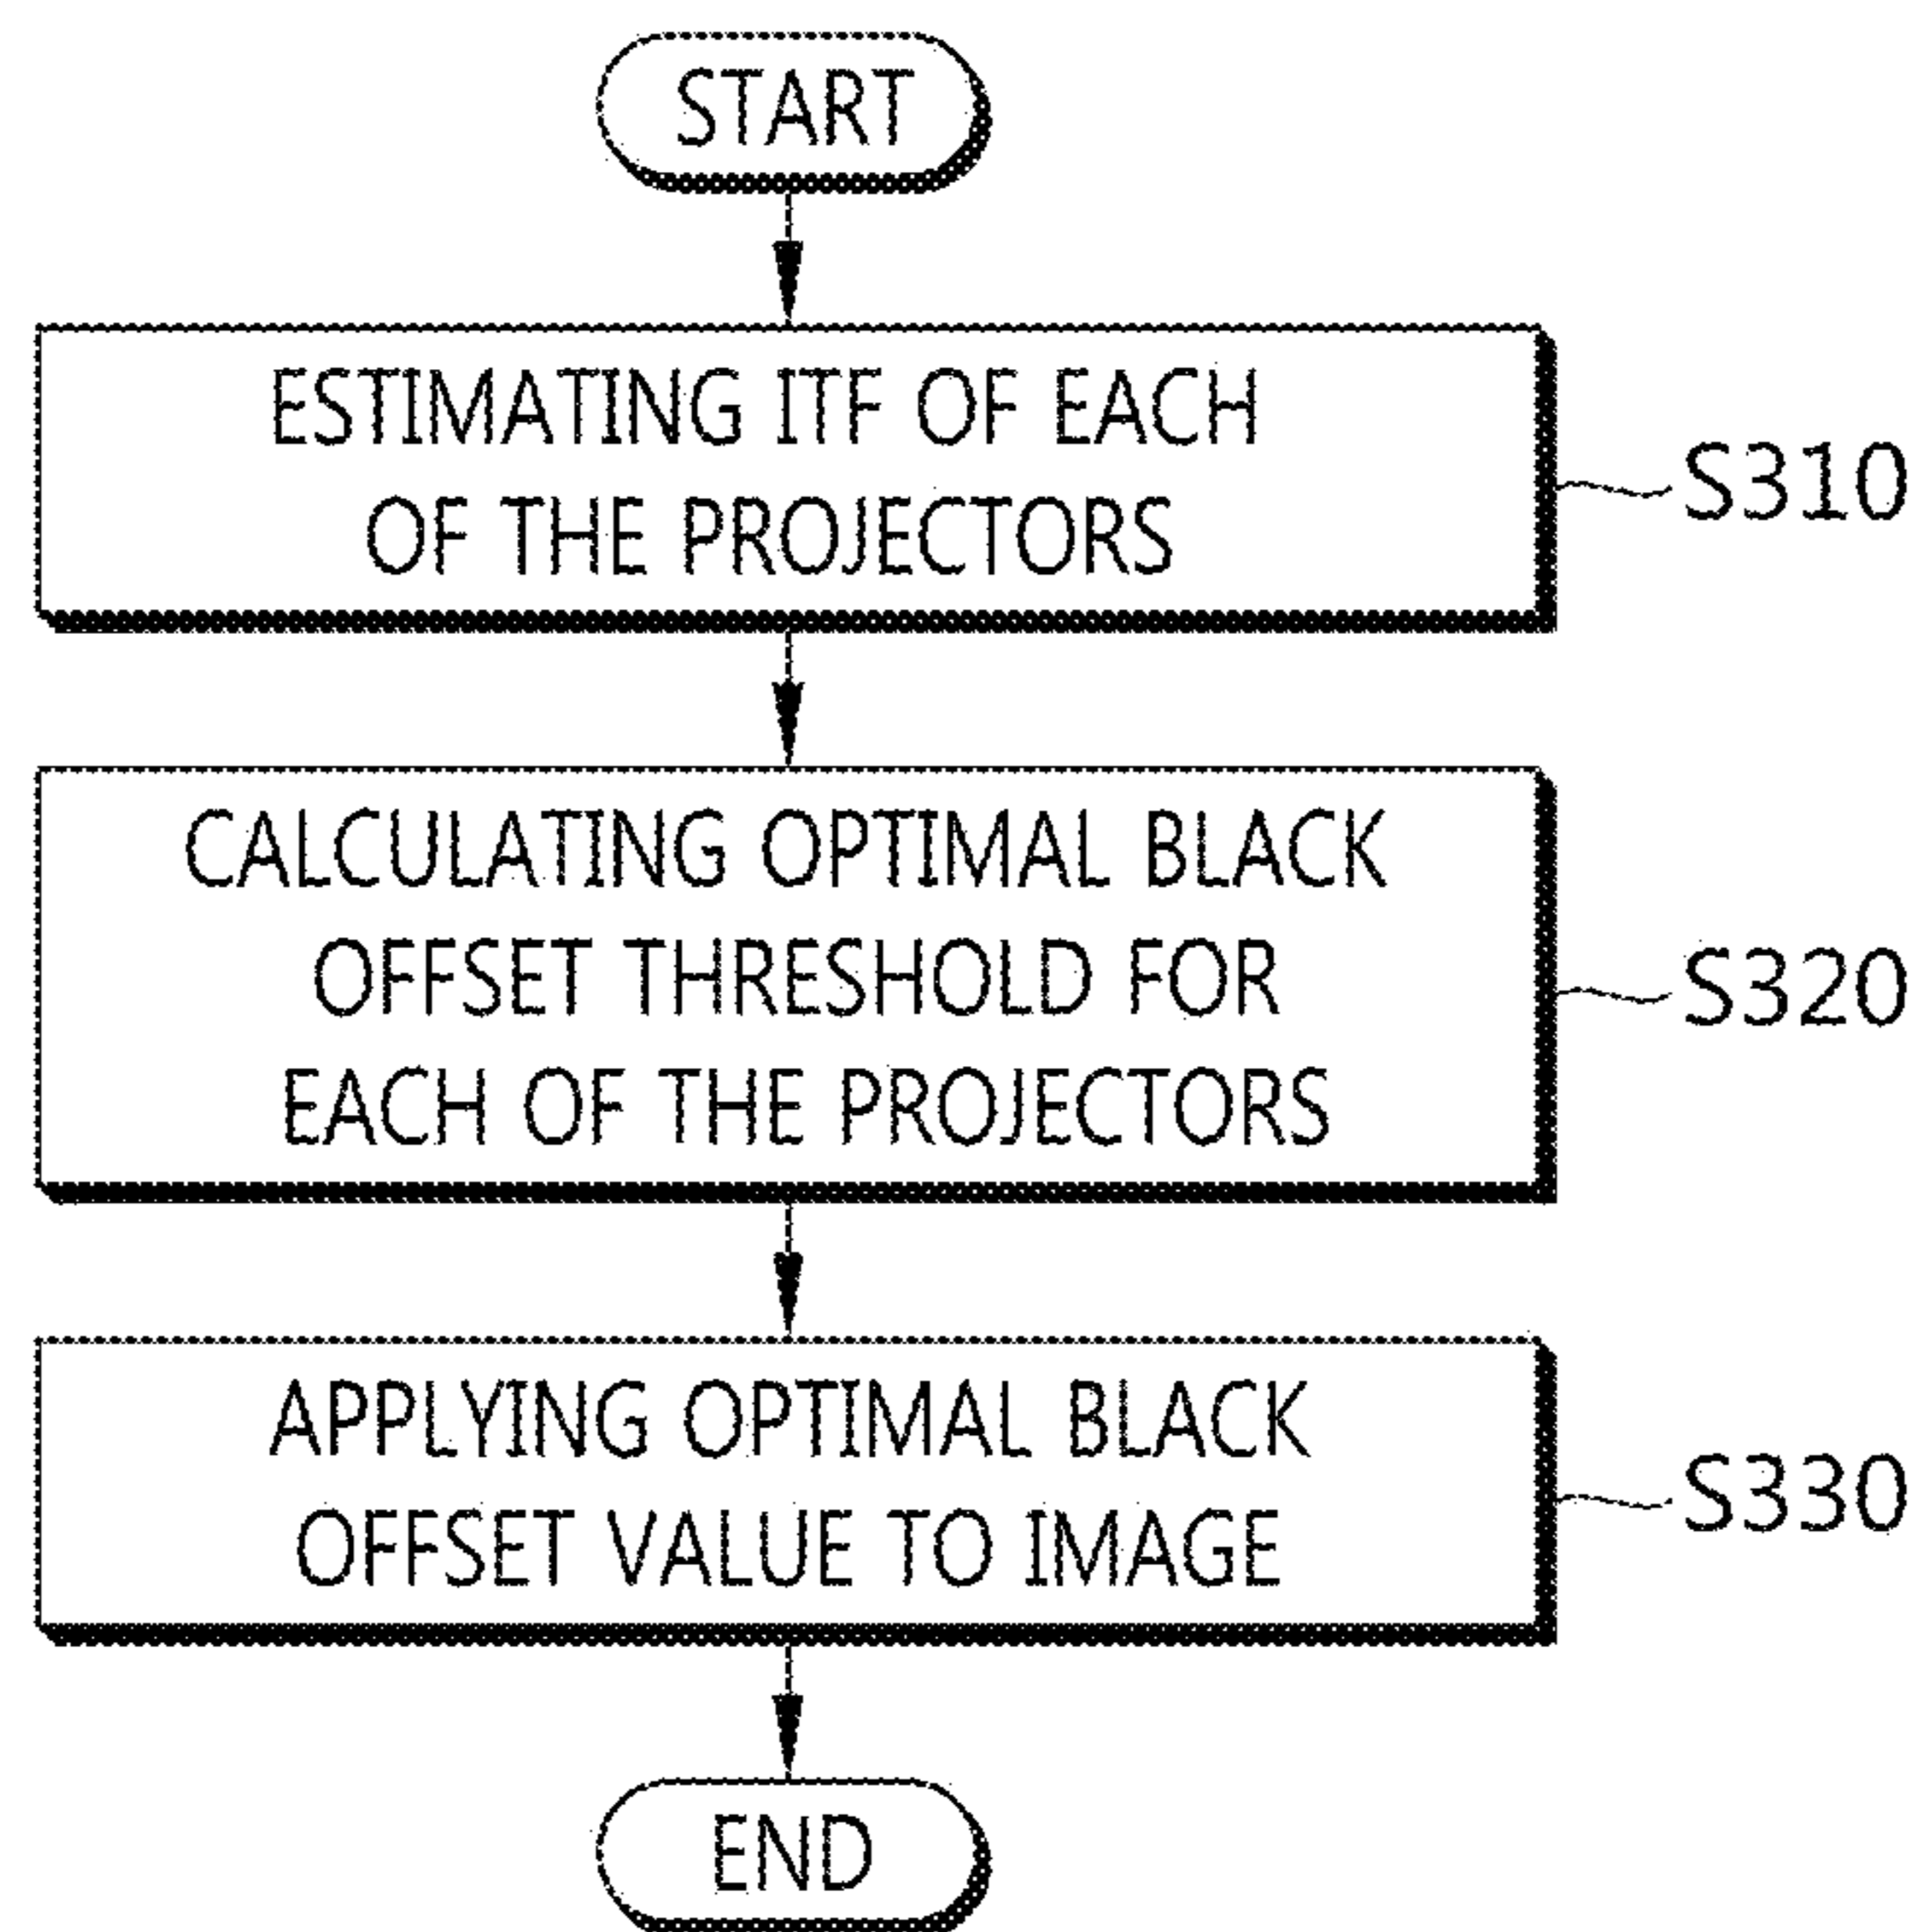 START
ESTIMATING ITF OF EACH
OF THE PROJECTORS
S310
CALCULATING OPTIMAL BLACK
OFFSET THRESHOLD FOR
EACH OF THE PROJECTORS
S320
APPLYING OPTIMAL BLACK
OFFSET VALUE TO IMAGE
S330
END